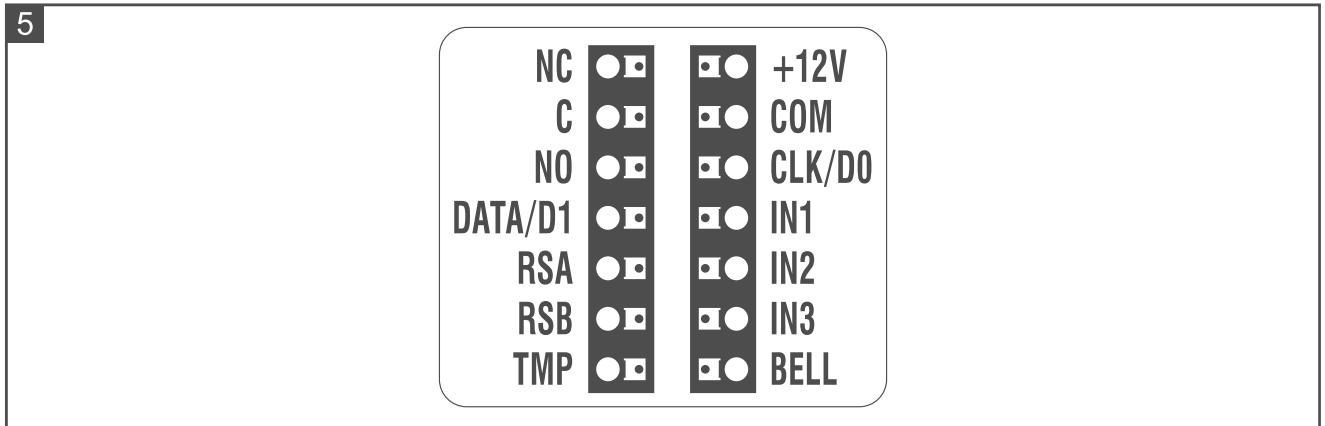 5
NC +12V
C COM
NO CLK/D0
DATA/D1 IN1
RSA IN2
RSB IN3
TMP BELL